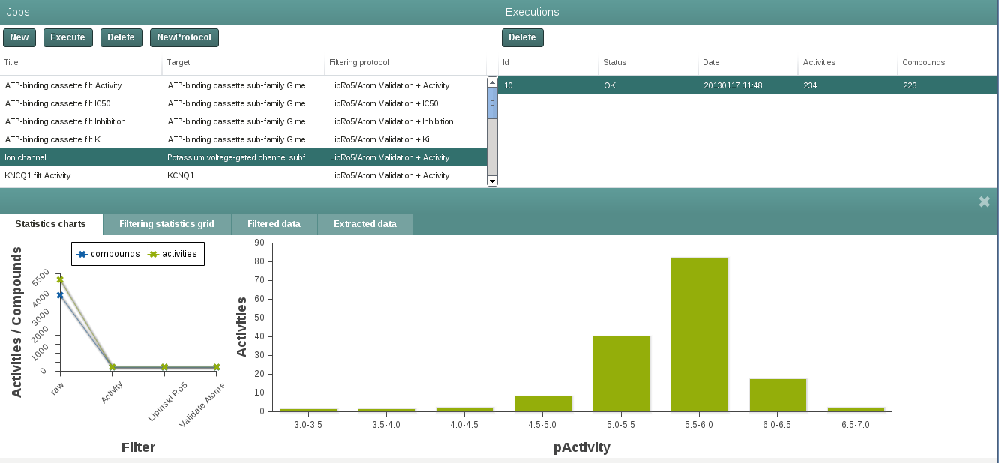 Jobs
Executions
New Execute Delete NewProtocol
Delete
Title Target Filtering protocol
Id Status Date Activities Compounds
ATP-binding cassette filt Activity ATP-binding cassette sub-family G me... LipRo5/Atom Validation + Activity
10 OK 20130117 11:48 234 223
ATP-binding cassette filt IC50 ATP-binding cassette sub-family G me... LipRo5/Atom Validation + IC50
ATP-binding cassette filt Inhibition ATP-binding cassette sub-family G me... LipRo5/Atom Validation + Inhibition
ATP-binding cassette filt Ki ATP-binding cassette sub-family G me... LipRo5/Atom Validation + Ki
Ion channel Potassium voltage-gated channel subf... LipRo5/Atom Validation + Activity
KNCQ1 filt Activity KCNQ1 LipRo5/Atom Validation + Activity
Statistics charts Filtering statistics grid Filtered data Extracted data
compounds activities
Activities / Compounds
5500
4000
3000
2000
1000
0
raw Activity Lipinski Ro5 Validate Atoms
Filter
Activities
90
80
70
60
50
40
30
20
10
0
3.0-3.5 3.5-4.0 4.0-4.5 4.5-5.0 5.0-5.5 5.5-6.0 6.0-6.5 6.5-7.0
pActivity